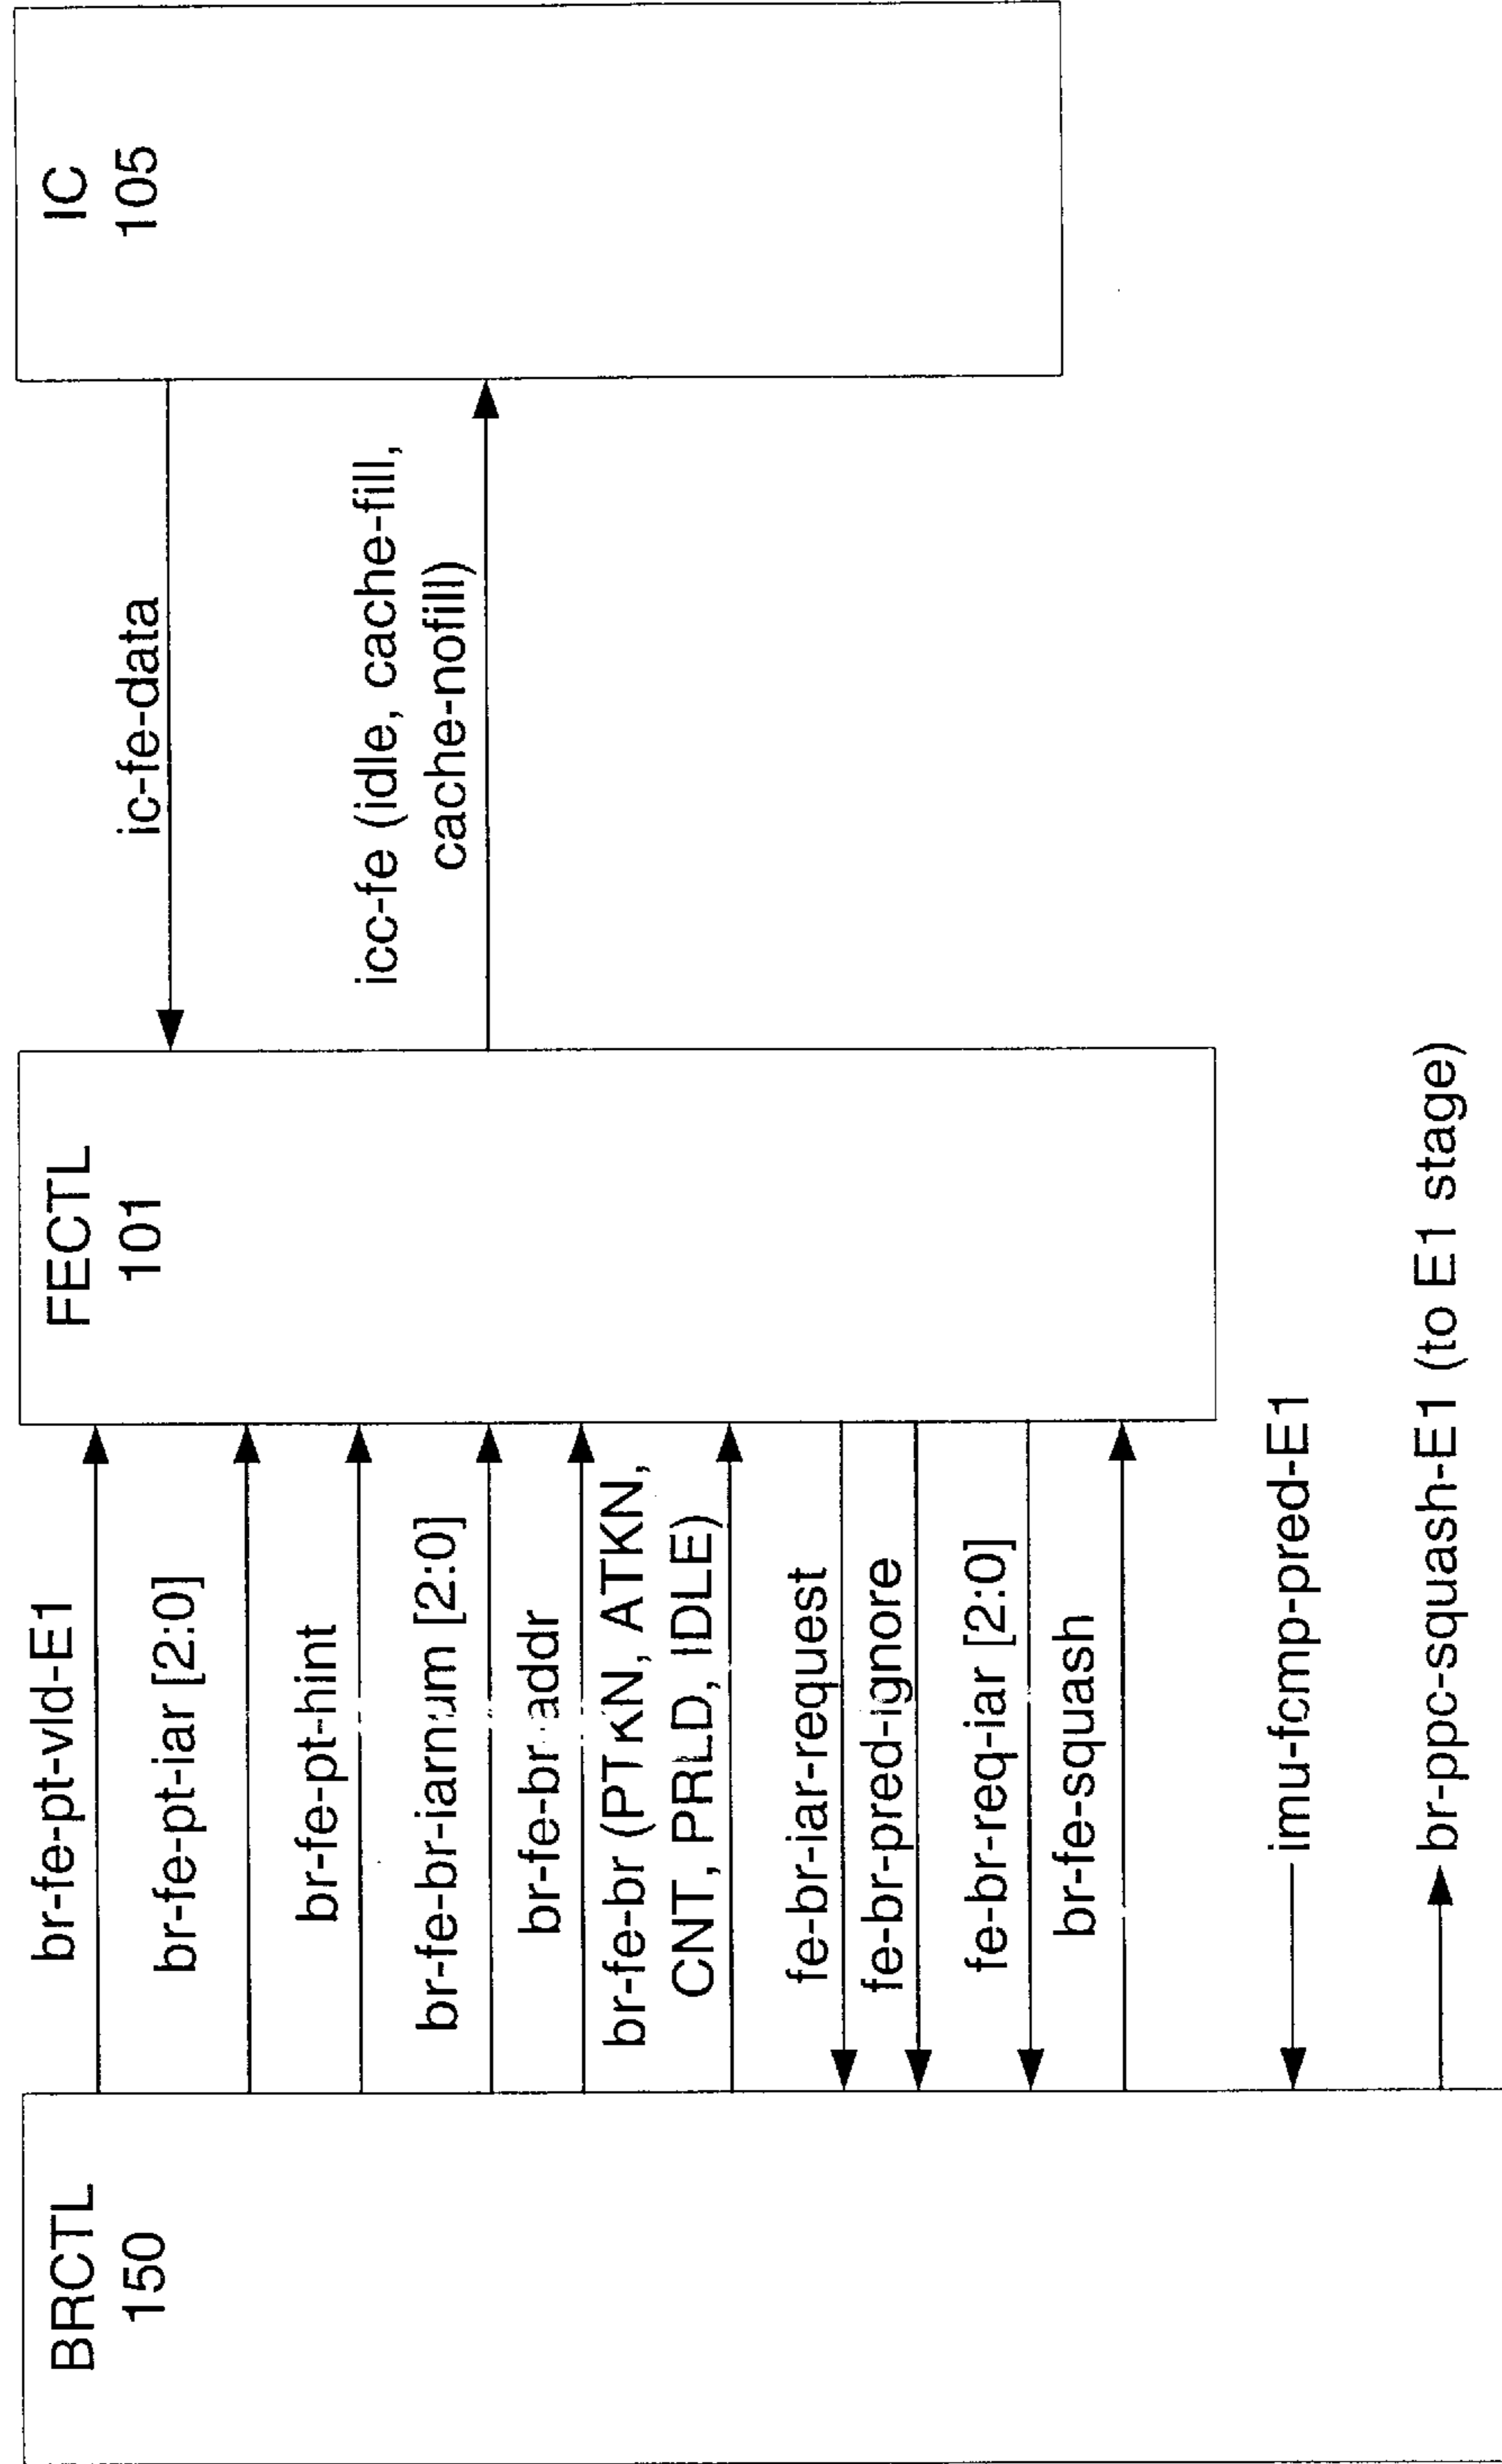 BRCTL
150
br-fe-pt-vld-E1
br-fe-pt-iar [2:0]
br-fe-pt-hint
br-fe-br-iarnum [2:0]
br-fe-br-addr
br-fe-br (PTKN, ATKN,
CNT, PRLD, IDLE)
fe-br-iar-request
fe-br-pred-ignore
fe-br-req-iar [2:0]
br-fe-squash
imu-fcmp-pred-E1
br-ppc-squash-E1 (to E1 stage)
FECTL
101
ic-fe-data
icc-fe (idle, cache-fill,
cache-nofill)
IC
105